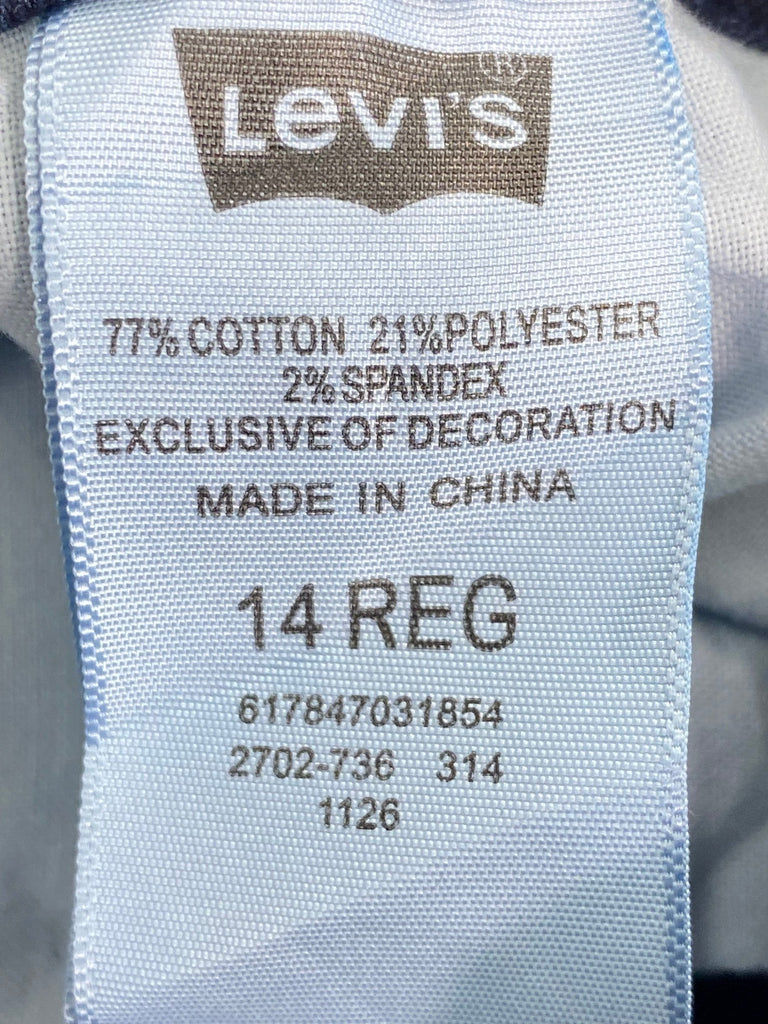 Levi's®
77% COTTON 21% POLYESTER
2% SPANDEX
EXCLUSIVE OF DECORATION
MADE IN CHINA
14 REG
617847031854
2702-736 314
1126